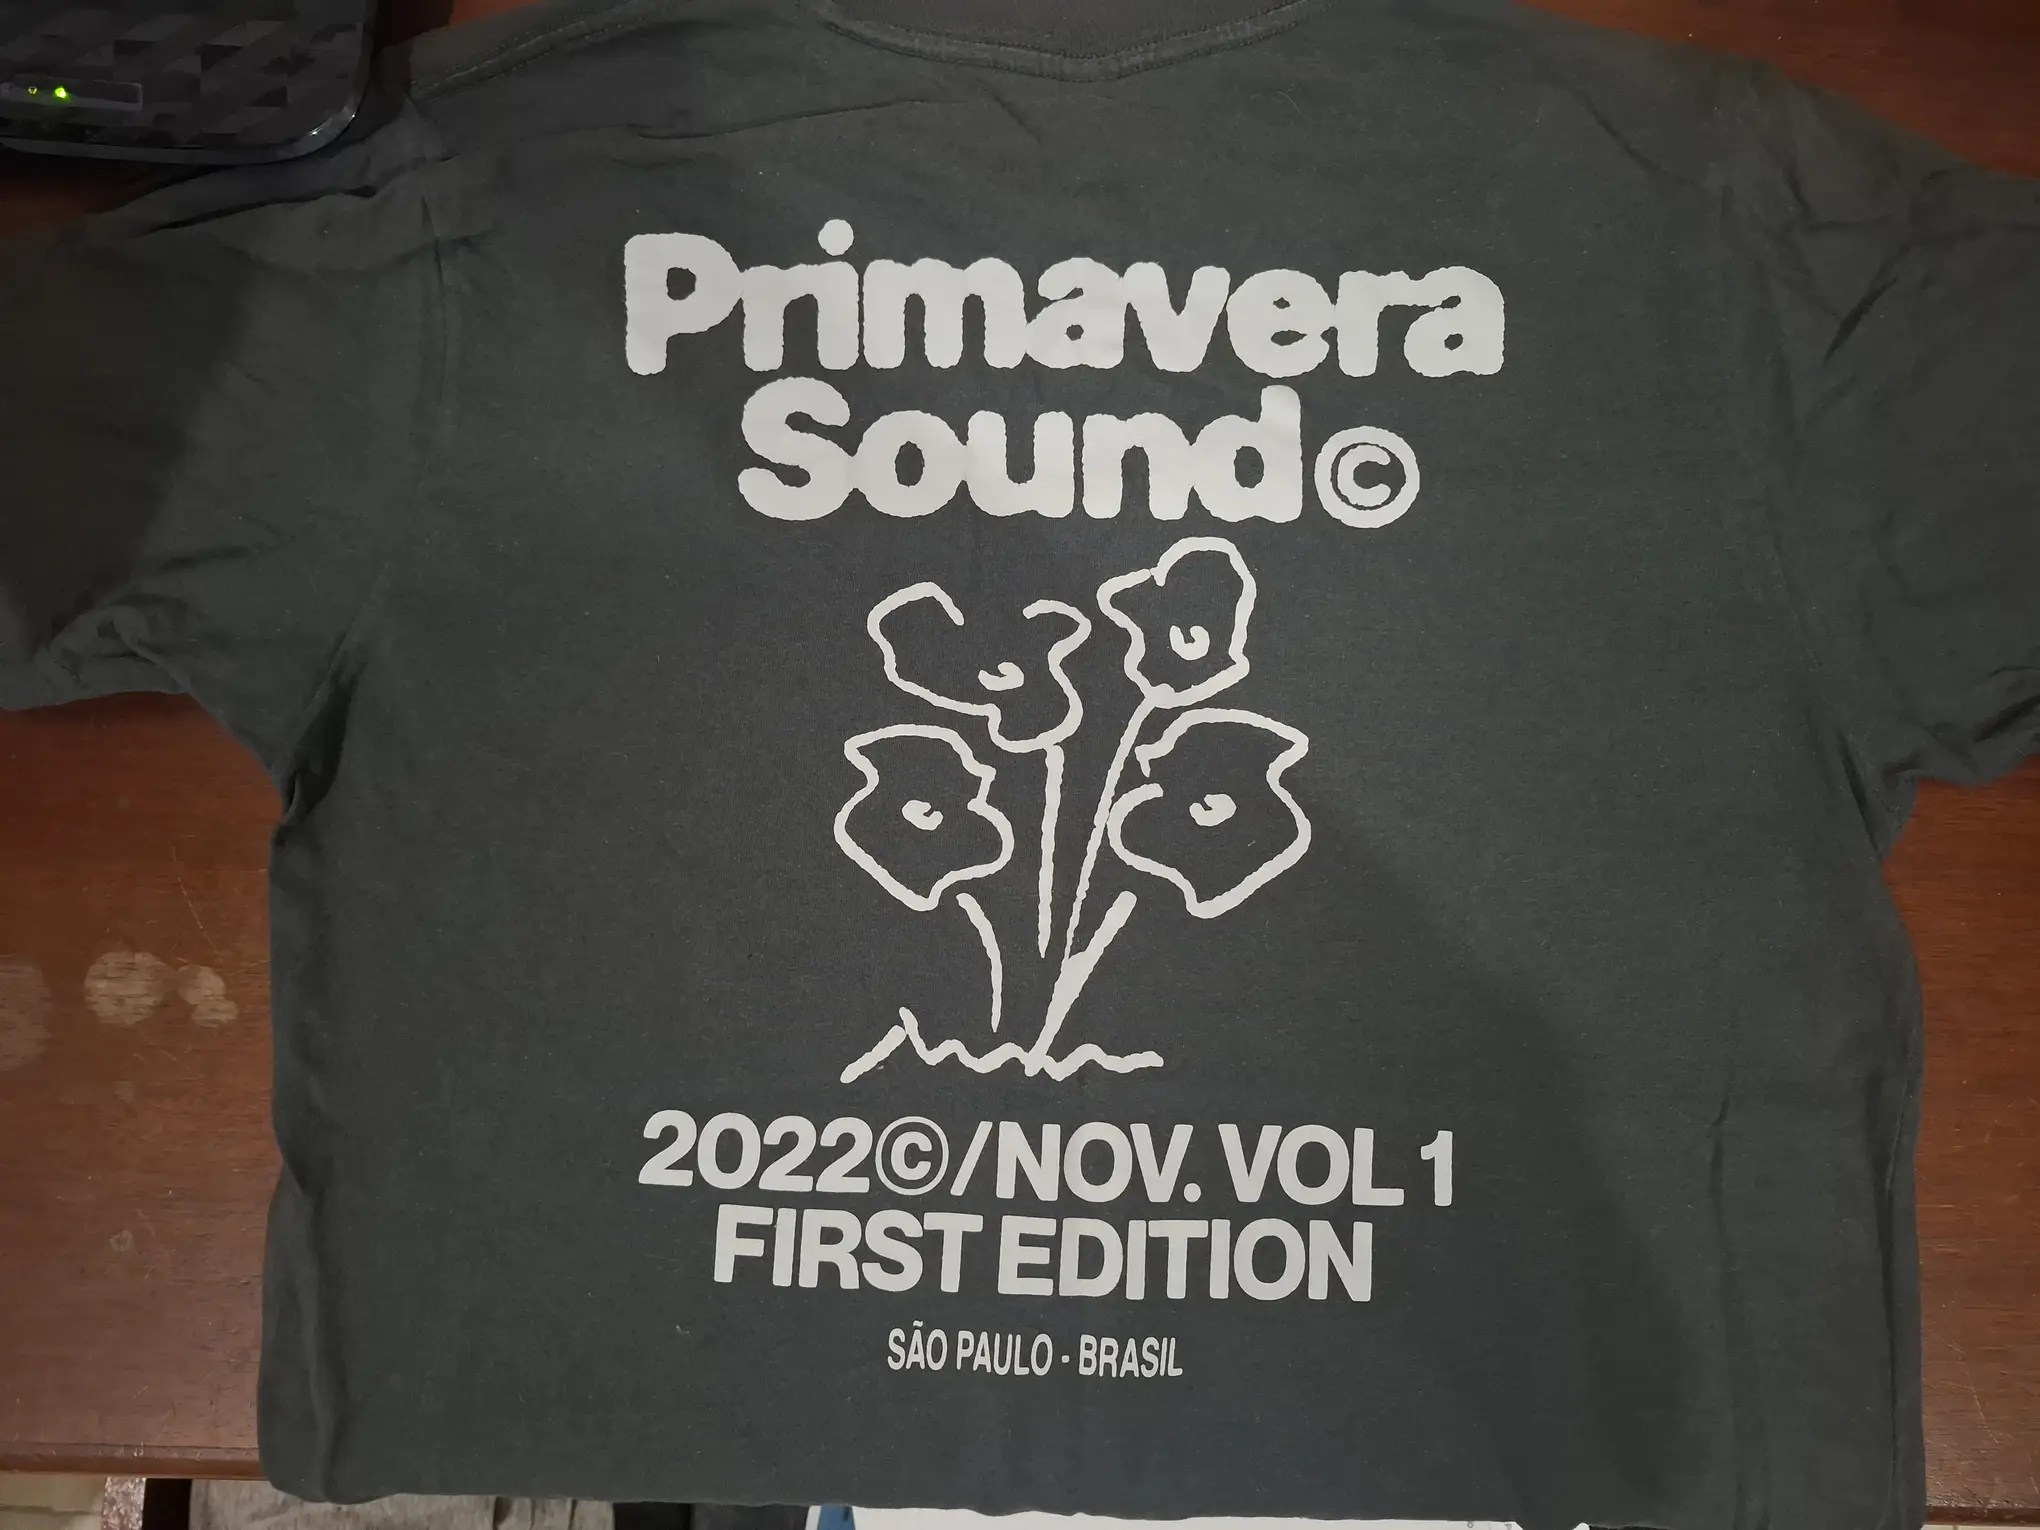 Primavera
Sound©
2022©/NOV. VOL 1
FIRST EDITION
SÃO PAULO - BRASIL